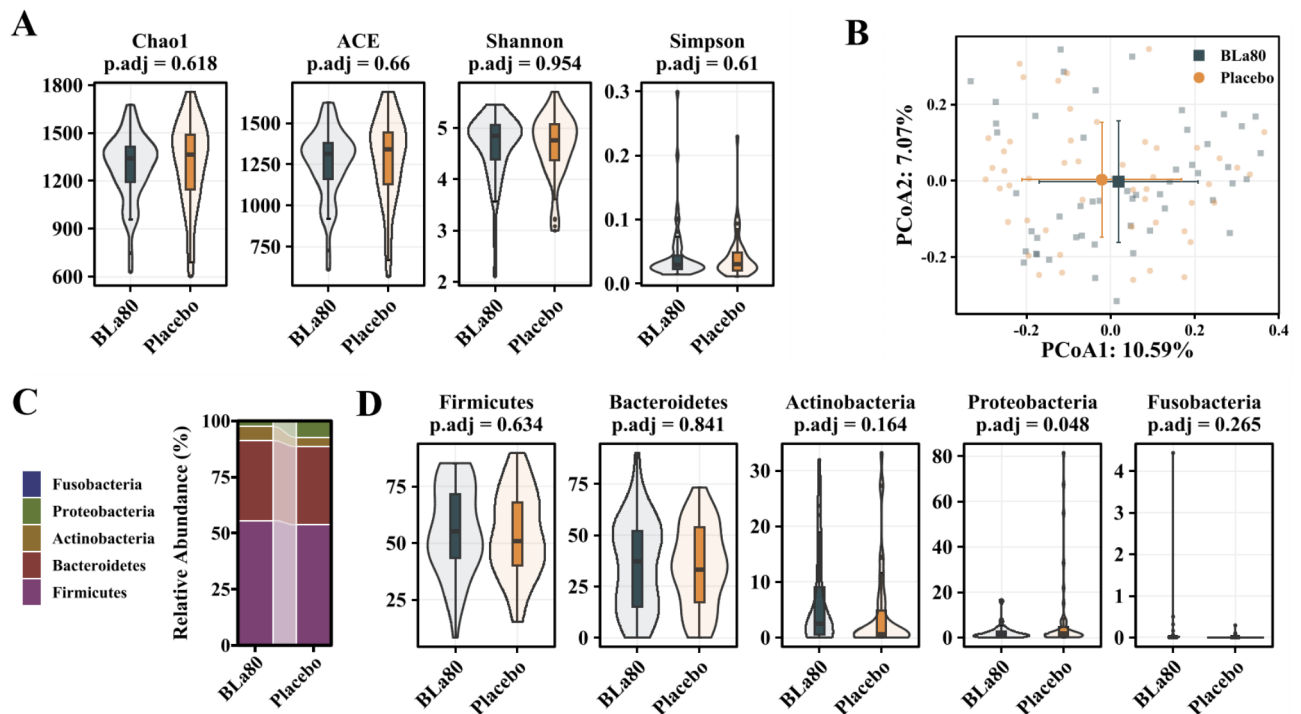 A
Chao1
p.adj = 0.618
1800
1500
1200
900
600
BLa80
Placebo
ACE
p.adj = 0.66
1500
1250
1000
750
BLa80
Placebo
Shannon
p.adj = 0.954
5
4
3
2
BLa80
Placebo
Simpson
p.adj = 0.61
0.3
0.2
0.1
0.0
BLa80
Placebo
B
BLa80
Placebo
PCoA2: 7.07%
0.2
0.0
-0.2
-0.2
0.0
0.2
0.4
PCoA1: 10.59%
C
Fusobacteria
Proteobacteria
Actinobacteria
Bacteroidetes
Firmicutes
Relative Abundance (%)
100
75
50
25
0
BLa80
Placebo
D
Firmicutes
p.adj = 0.634
75
50
25
BLa80
Placebo
Bacteroidetes
p.adj = 0.841
75
50
25
0
BLa80
Placebo
Actinobacteria
p.adj = 0.164
30
20
10
0
BLa80
Placebo
Proteobacteria
p.adj = 0.048
80
60
40
20
0
BLa80
Placebo
Fusobacteria
p.adj = 0.265
4
3
2
1
0
BLa80
Placebo